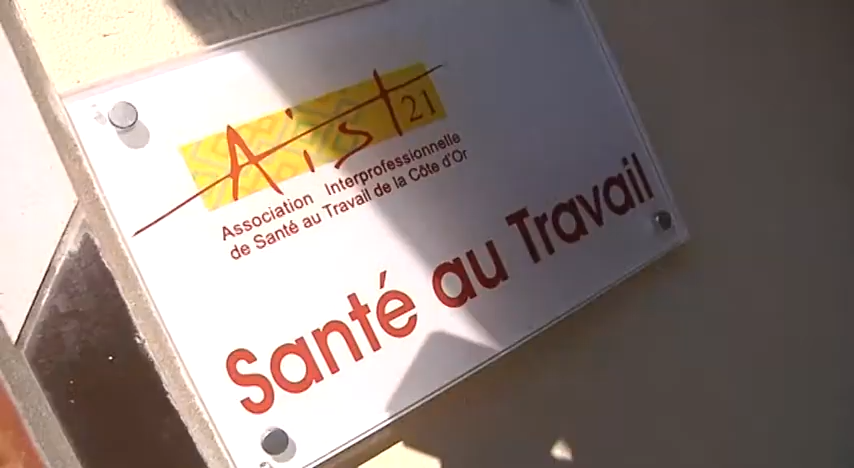 Aist 21
Association Interprofessionnelle
de Santé au Travail de la Côte d'Or
Santé au Travail